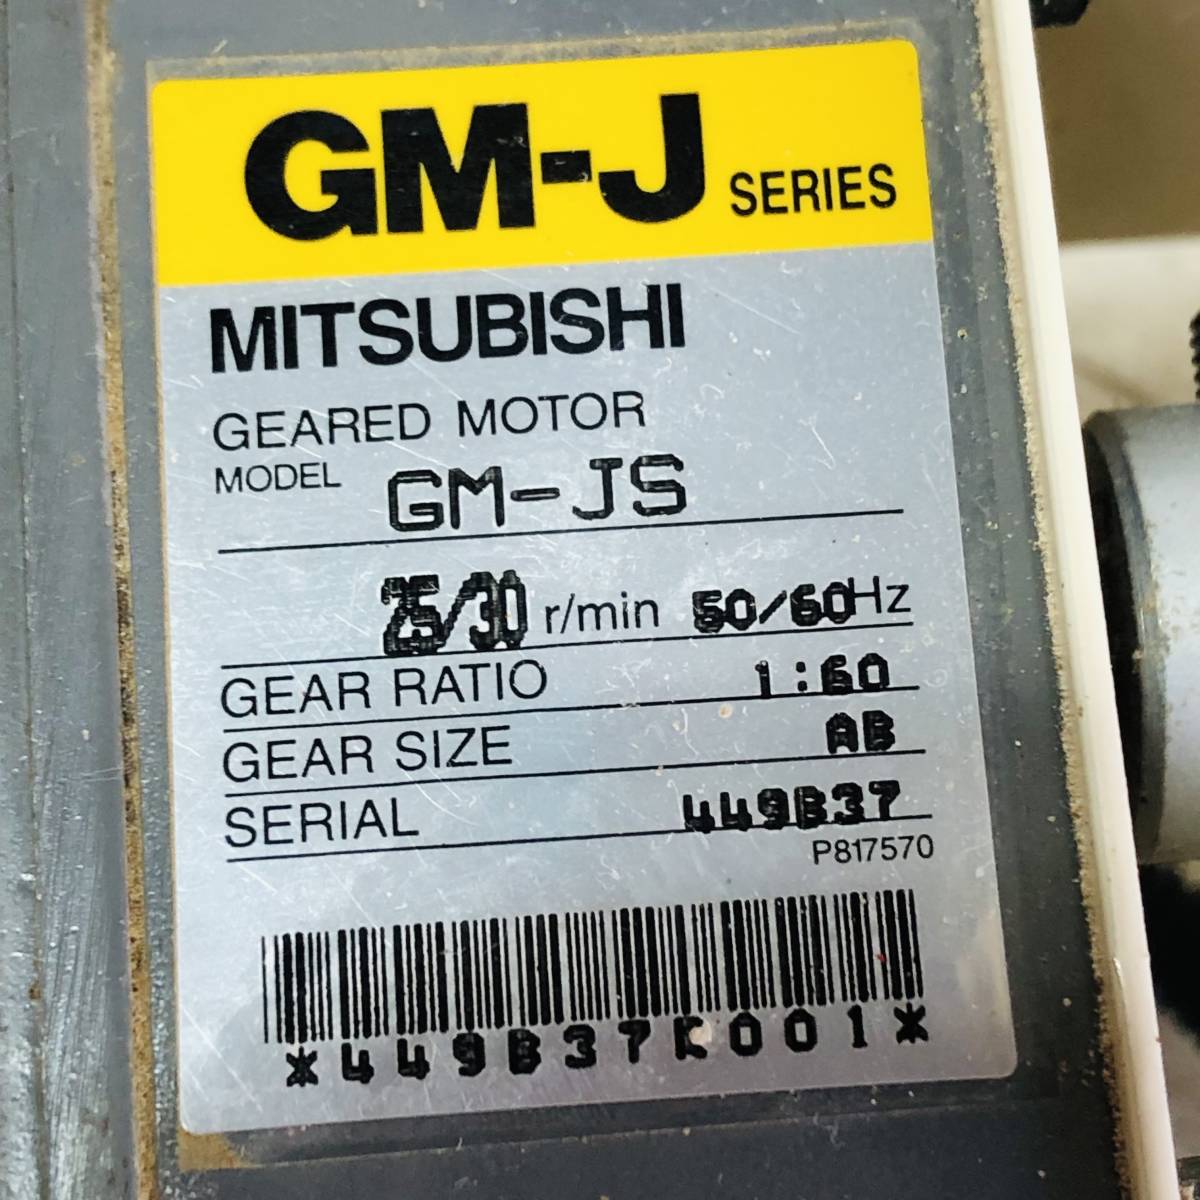 GM-J SERIES
MITSUBISHI
GEARED MOTOR
MODEL GM-JS
25/30 r/min 50/60Hz
GEAR RATIO 1:60
GEAR SIZE AB
SERIAL 449B37
P817570
*449B37K001*